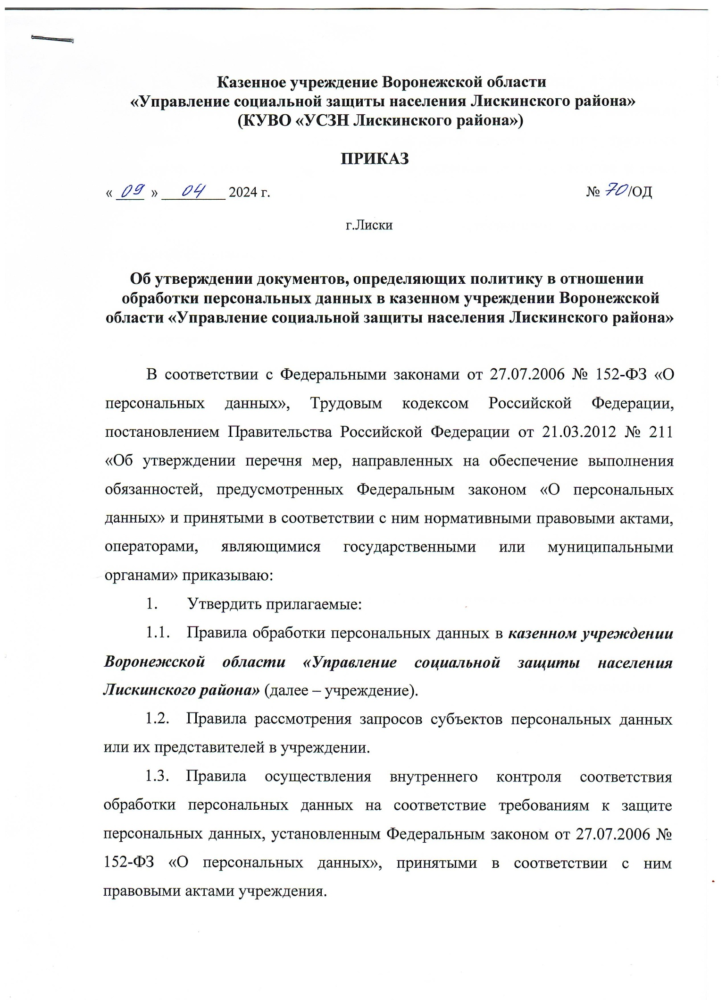 Казенное учреждение Воронежской области
«Управление социальной защиты населения Лискинского района»
(КУВО «УСЗН Лискинского района»)
ПРИКАЗ
« 09 » 04 2024 г. № 70/ОД
г.Лиски
Об утверждении документов, определяющих политику в отношении
обработки персональных данных в казенном учреждении Воронежской
области «Управление социальной защиты населения Лискинского района»
В соответствии с Федеральными законами от 27.07.2006 № 152-ФЗ «О
персональных данных», Трудовым кодексом Российской Федерации,
постановлением Правительства Российской Федерации от 21.03.2012 № 211
«Об утверждении перечня мер, направленных на обеспечение выполнения
обязанностей, предусмотренных Федеральным законом «О персональных
данных» и принятыми в соответствии с ним нормативными правовыми актами,
операторами, являющимися государственными или муниципальными
органами» приказываю:
1. Утвердить прилагаемые:
1.1. Правила обработки персональных данных в казенном учреждении
Воронежской области «Управление социальной защиты населения
Лискинского района» (далее – учреждение).
1.2. Правила рассмотрения запросов субъектов персональных данных
или их представителей в учреждении.
1.3. Правила осуществления внутреннего контроля соответствия
обработки персональных данных на соответствие требованиям к защите
персональных данных, установленным Федеральным законом от 27.07.2006 №
152-ФЗ «О персональных данных», принятыми в соответствии с ним
правовыми актами учреждения.